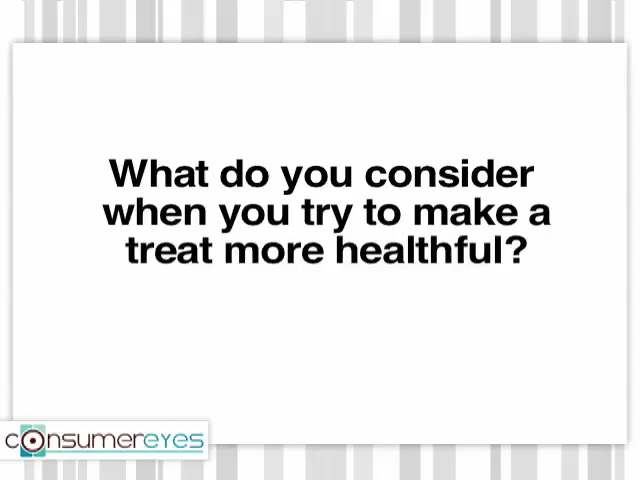 What do you consider
when you try to make a
treat more healthful?
consumereyes